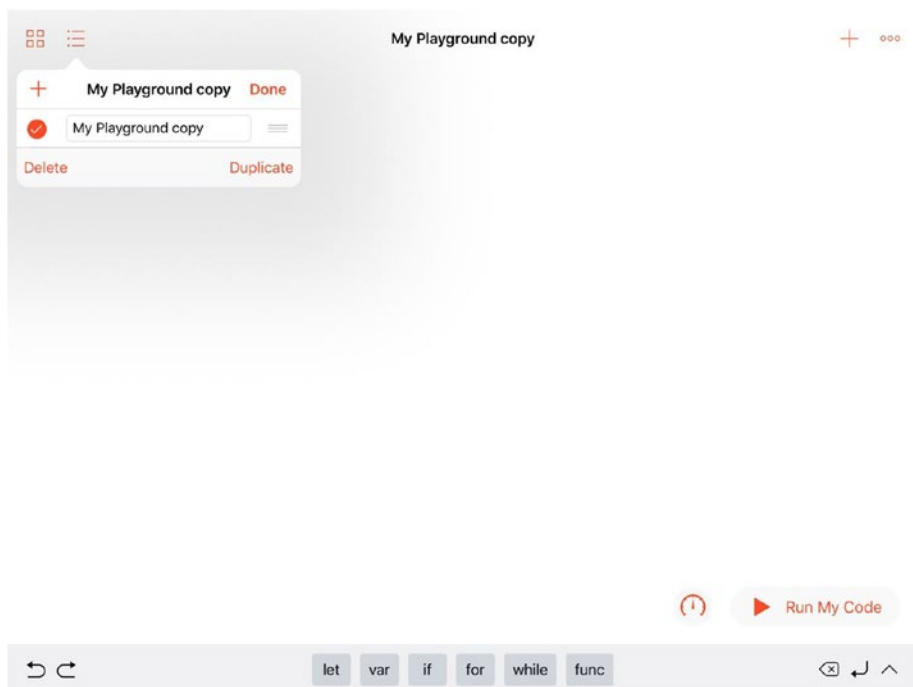 My Playground copy
My Playground copy Done
My Playground copy
Delete Duplicate
Run My Code
let var if for while func